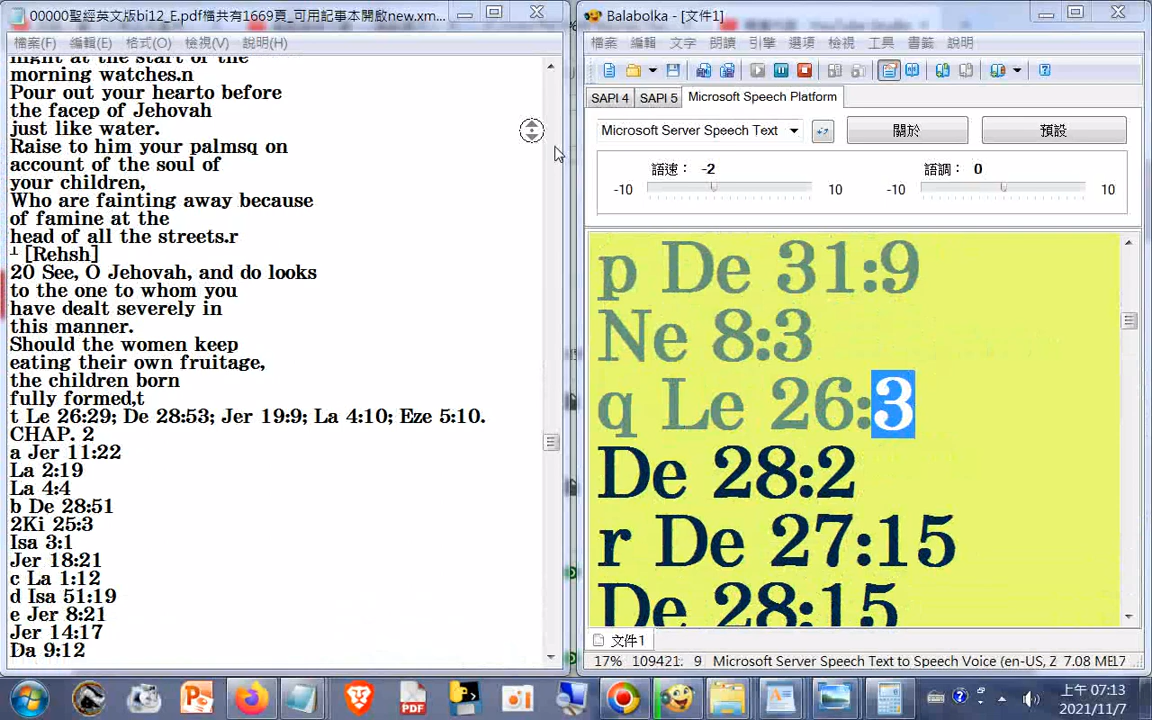 00000聖經英文版bi12_E.pdf檔共有1669頁_可用記事本開啟new.xm...
檔案(F) 編輯(E) 格式(O) 檢視(V) 說明(H)
night at the start of the
morning watches.n
Pour out your hearto before
the facep of Jehovah
just like water.
Raise to him your palmsq on
account of the soul of
your children,
Who are fainting away because
of famine at the
head of all the streets.r
┴ [Rehsh]
20 See, O Jehovah, and do looks
to the one to whom you
have dealt severely in
this manner.
Should the women keep
eating their own fruitage,
the children born
fully formed,t
t Le 26:29; De 28:53; Jer 19:9; La 4:10; Eze 5:10.
CHAP. 2
a Jer 11:22
La 2:19
La 4:4
b De 28:51
2Ki 25:3
Isa 3:1
Jer 18:21
c La 1:12
d Isa 51:19
e Jer 8:21
Jer 14:17
Da 9:12
Balabolka - [文件1]
檔案 編輯 文字 朗讀 引擎 選項 檢視 工具 書籤 說明
SAPI 4 SAPI 5 Microsoft Speech Platform
Microsoft Server Speech Text 關於 預設
語速： -2 語調： 0
-10 10 -10 10
p De 31:9
Ne 8:3
q Le 26:3
De 28:2
r De 27:15
De 28:15
文件1
17% 109421: 9 Microsoft Server Speech Text to Speech Voice (en-US, Z 7.08 ME
PDF
上午 07:13
2021/11/7